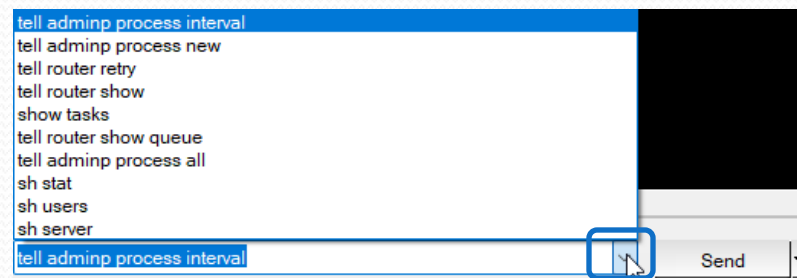 tell adminp process interval
tell adminp process new
tell router retry
tell router show
show tasks
tell router show queue
tell adminp process all
sh stat
sh users
sh server
tell adminp process interval
Send